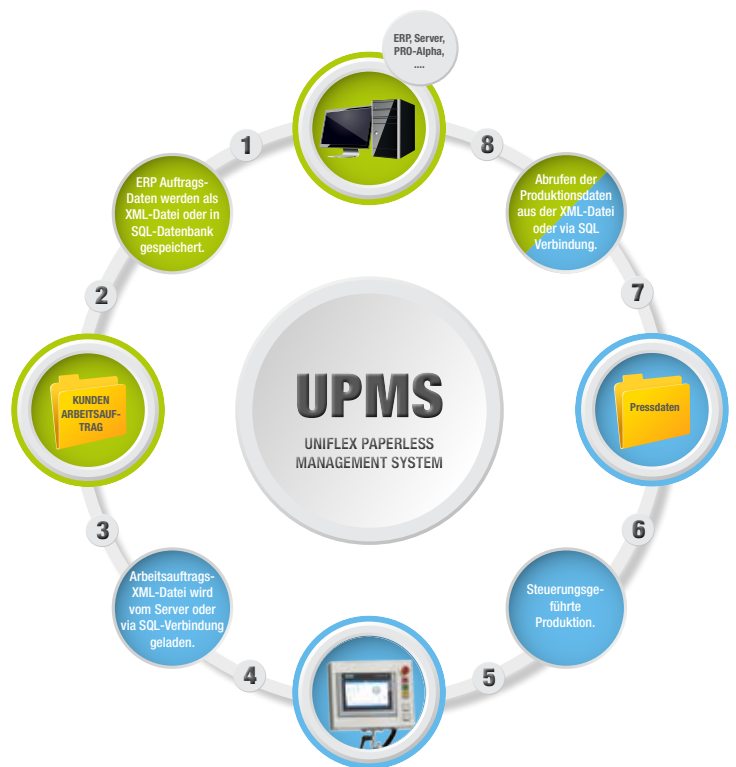 ERP, Server,
PRO-Alpha,
....
1
8
ERP Auftrags-
Daten werden als
XML-Datei oder in
SQL-Datenbank
gespeichert.
Abrufen der
Produktionsdaten
aus der XML-Datei
oder via SQL
Verbindung.
2
7
UPMS
UNIFLEX PAPERLESS
MANAGEMENT SYSTEM
KUNDEN
ARBEITSAUF-
TRAG
Pressdaten
3
6
Arbeitsauftrags-
XML-Datei wird
vom Server oder
via SQL-Verbindung
geladen.
Steuerungsge-
führte
Produktion.
4
5